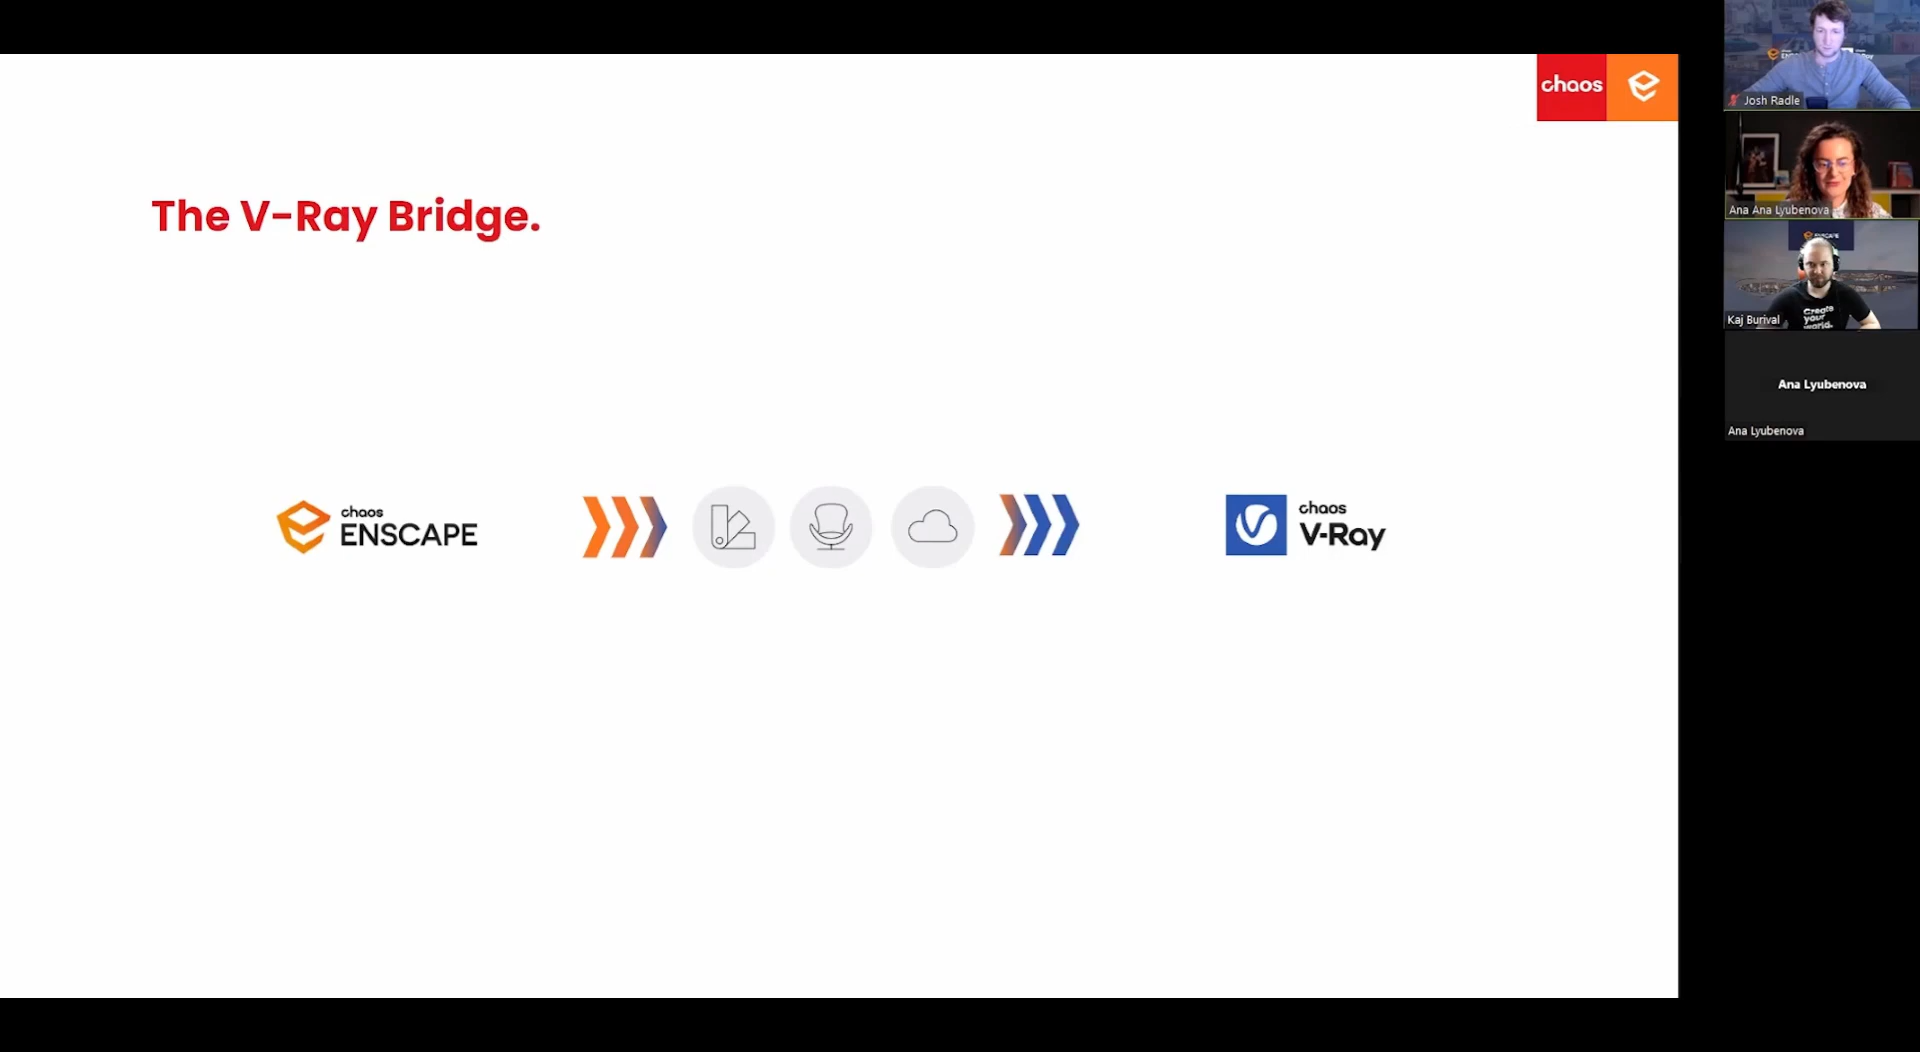 chaos
The V-Ray Bridge.
chaos
ENSCAPE
chaos
V-Ray
Josh Radle
Ana Ana Lyubenova
Create
your
world.
Kaj Burival
Ana Lyubenova
Ana Lyubenova